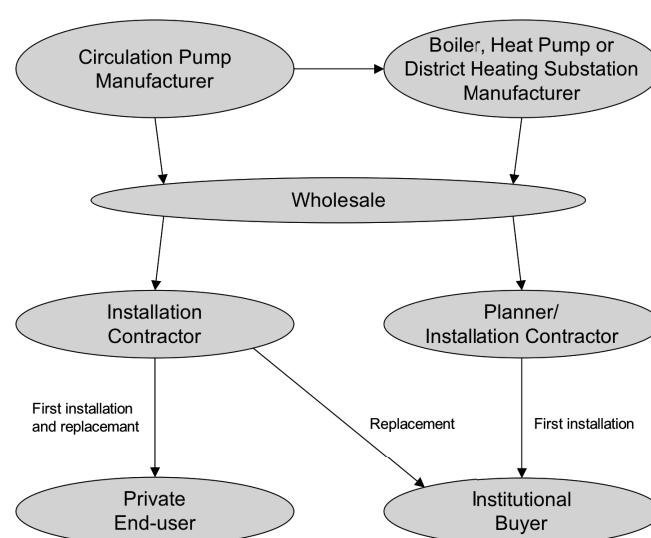 Circulation Pump
Manufacturer
Boiler, Heat Pump or
District Heating Substation
Manufacturer
Wholesale
Installation
Contractor
Planner/
Installation Contractor
First installation
and replacemant
Replacement
First installation
Private
End-user
Institutional
Buyer